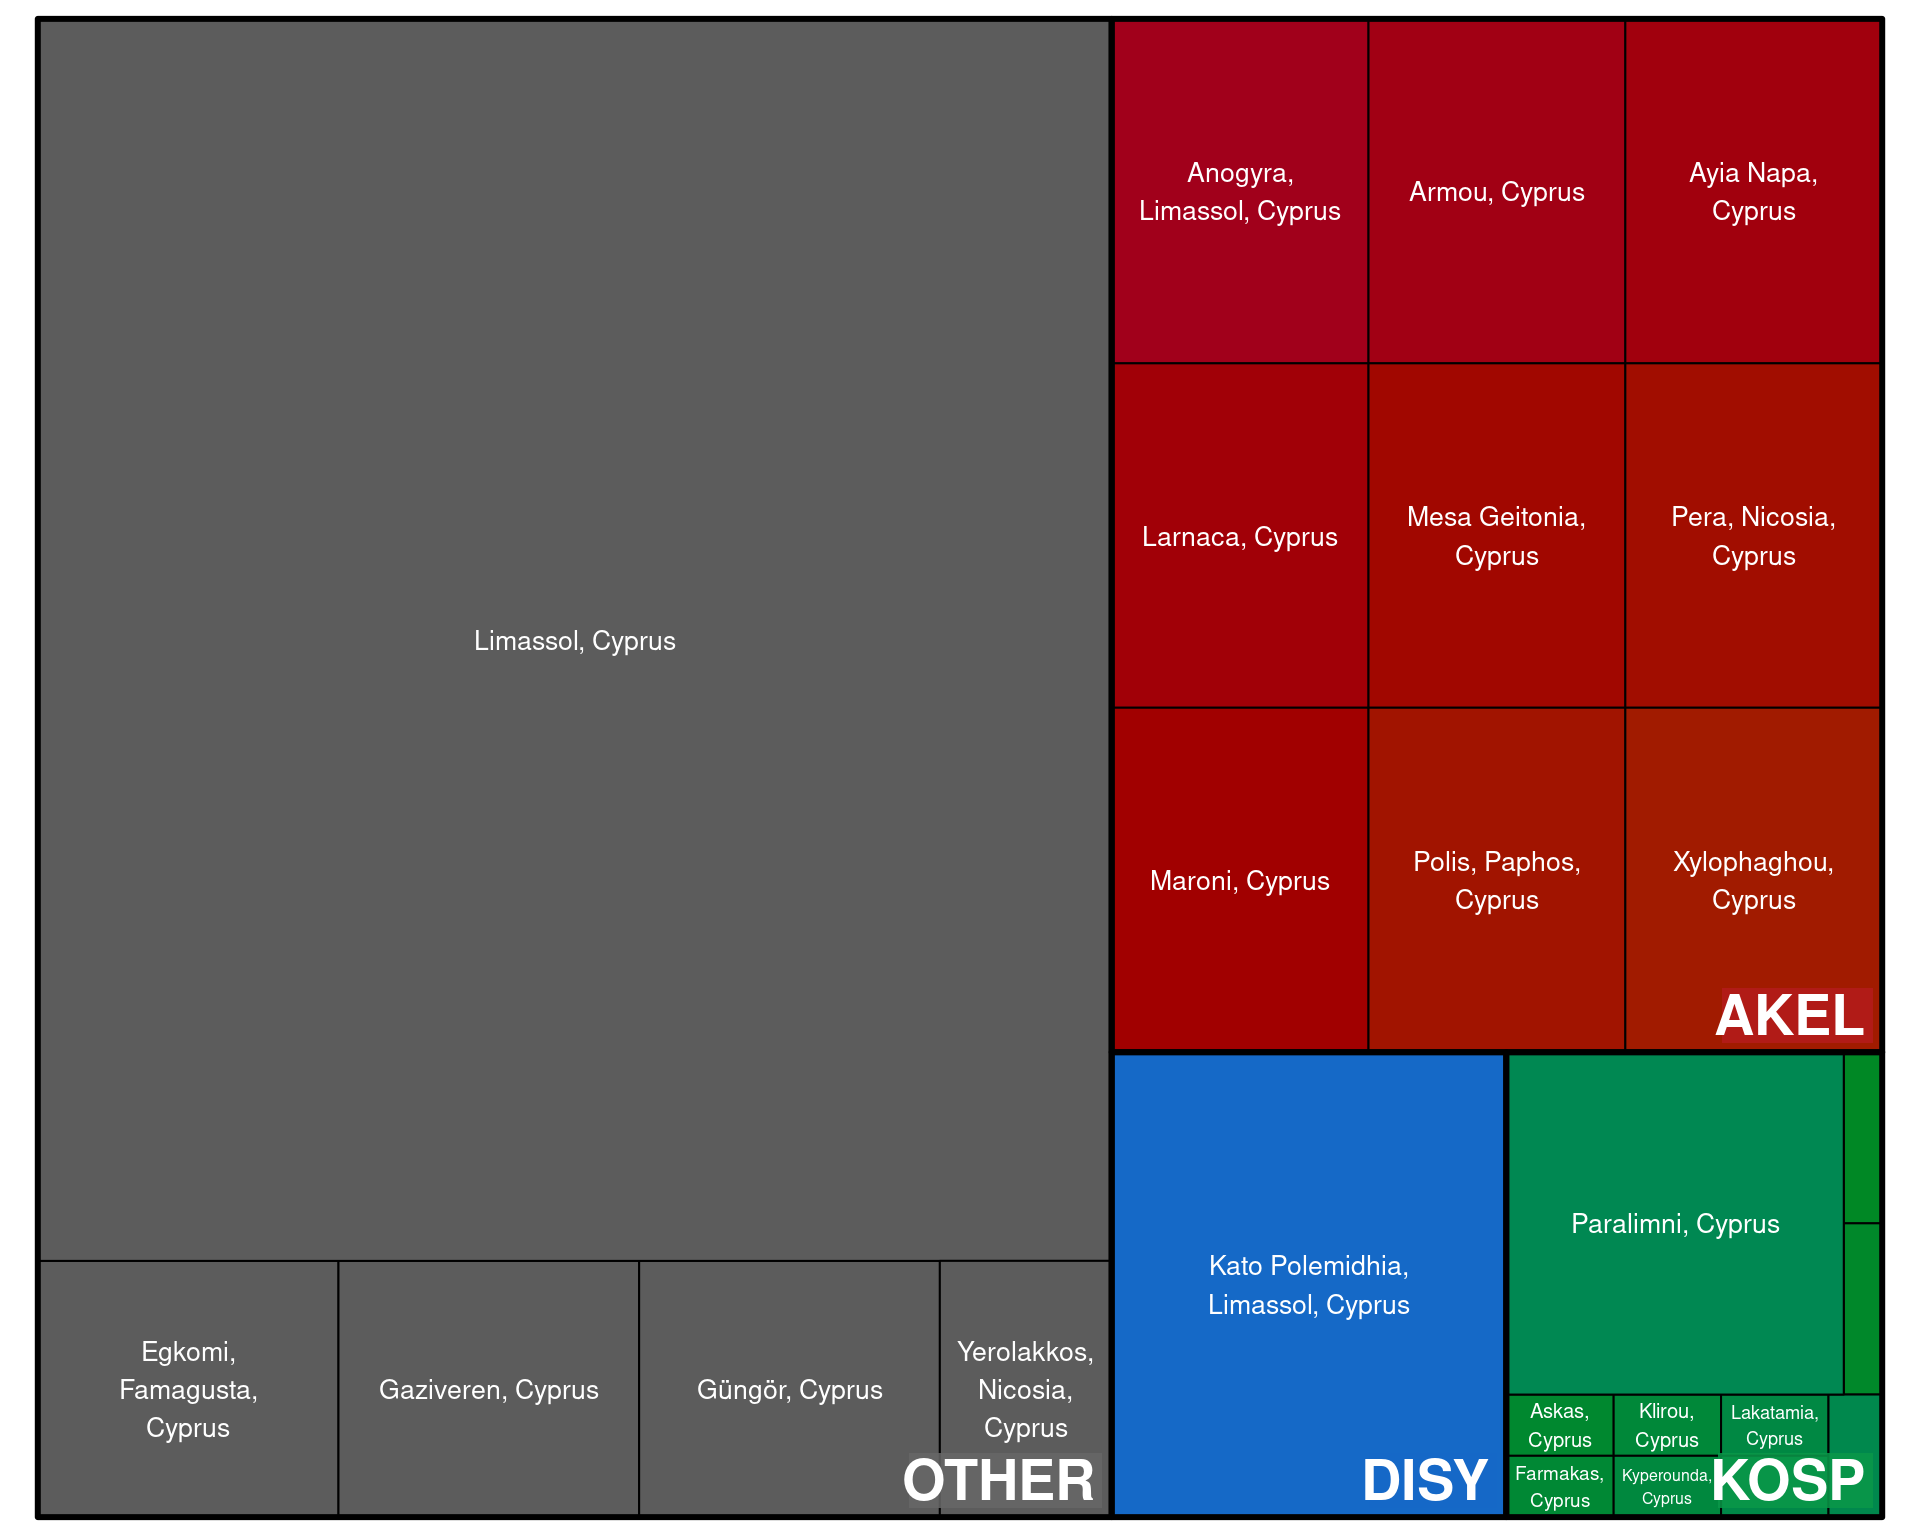 Limassol, Cyprus
Egkomi,
Famagusta,
Cyprus
Gaziveren, Cyprus
Güngör, Cyprus
Yerolakkos,
Nicosia,
Cyprus
OTHER
Anogyra,
Limassol, Cyprus
Armou, Cyprus
Ayia Napa,
Cyprus
Larnaca, Cyprus
Mesa Geitonia,
Cyprus
Pera, Nicosia,
Cyprus
Maroni, Cyprus
Polis, Paphos,
Cyprus
Xylophaghou,
Cyprus
AKEL
Kato Polemidhia,
Limassol, Cyprus
DISY
Paralimni, Cyprus
Askas,
Cyprus
Klirou,
Cyprus
Lakatamia,
Cyprus
Farmakas,
Cyprus
Kyperounda,
Cyprus
KOSP